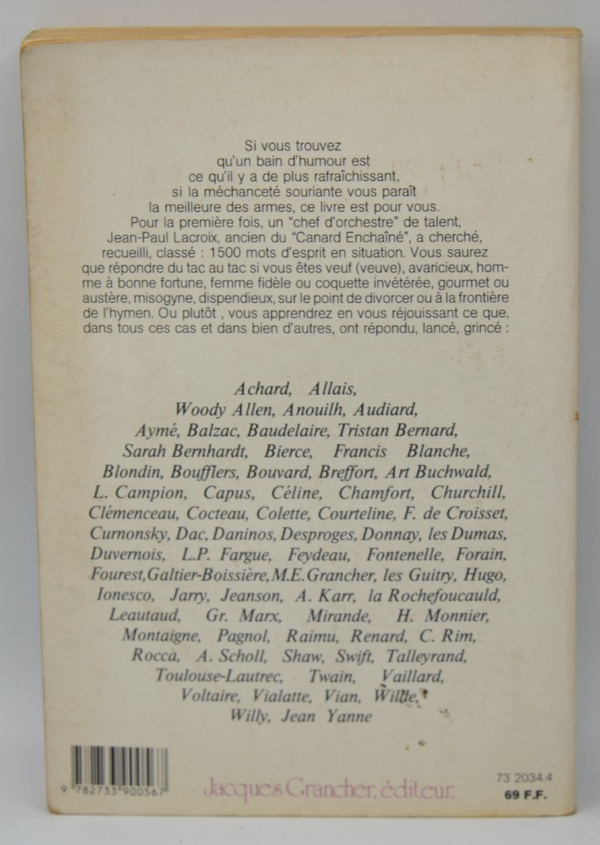 Si vous trouvez
qu'un bain d'humour est
ce qu'il y a de plus rafraîchissant,
si la méchanceté souriante vous paraît
la meilleure des armes, ce livre est pour vous.
Pour la première fois, un “chef d'orchestre” de talent,
Jean-Paul Lacroix, ancien du “Canard Enchaîné”, a cherché,
recueilli, classé : 1500 mots d'esprit en situation. Vous saurez
que répondre du tac au tac si vous êtes veuf (veuve), avaricieux, hom-
me à bonne fortune, femme fidèle ou coquette invétérée, gourmet ou
austère, misogyne, dispendieux, sur le point de divorcer ou à la frontière
de l'hymen. Ou plutôt , vous apprendrez en vous réjouissant ce que,
dans tous ces cas et dans bien d'autres, ont répondu, lancé, grincé :
Achard, Allais,
Woody Allen, Anouilh, Audiard,
Aymé, Balzac, Baudelaire, Tristan Bernard,
Sarah Bernhardt, Bierce, Francis Blanche,
Blondin, Boufflers, Bouvard, Breffort, Art Buchwald,
L. Campion, Capus, Céline, Chamfort, Churchill,
Clémenceau, Cocteau, Colette, Courteline, F. de Croisset,
Curnonsky, Dac, Daninos, Desproges, Donnay, les Dumas,
Duvernois, L.P. Fargue, Feydeau, Fontenelle, Forain,
Fourest, Galtier-Boissière, M.E. Grancher, les Guitry, Hugo,
Ionesco, Jarry, Jeanson, A. Karr, la Rochefoucauld,
Leautaud, Gr. Marx, Mirande, H. Monnier,
Montaigne, Pagnol, Raimu, Renard, C. Rim,
Rocca, A. Scholl, Shaw, Swift, Talleyrand,
Toulouse-Lautrec, Twain, Vaillard,
Voltaire, Vialatte, Vian, Wilde,
Willy, Jean Yanne
9 782733 900567
Jacques Grancher, éditeur.
73 2034.4
69 F.F.